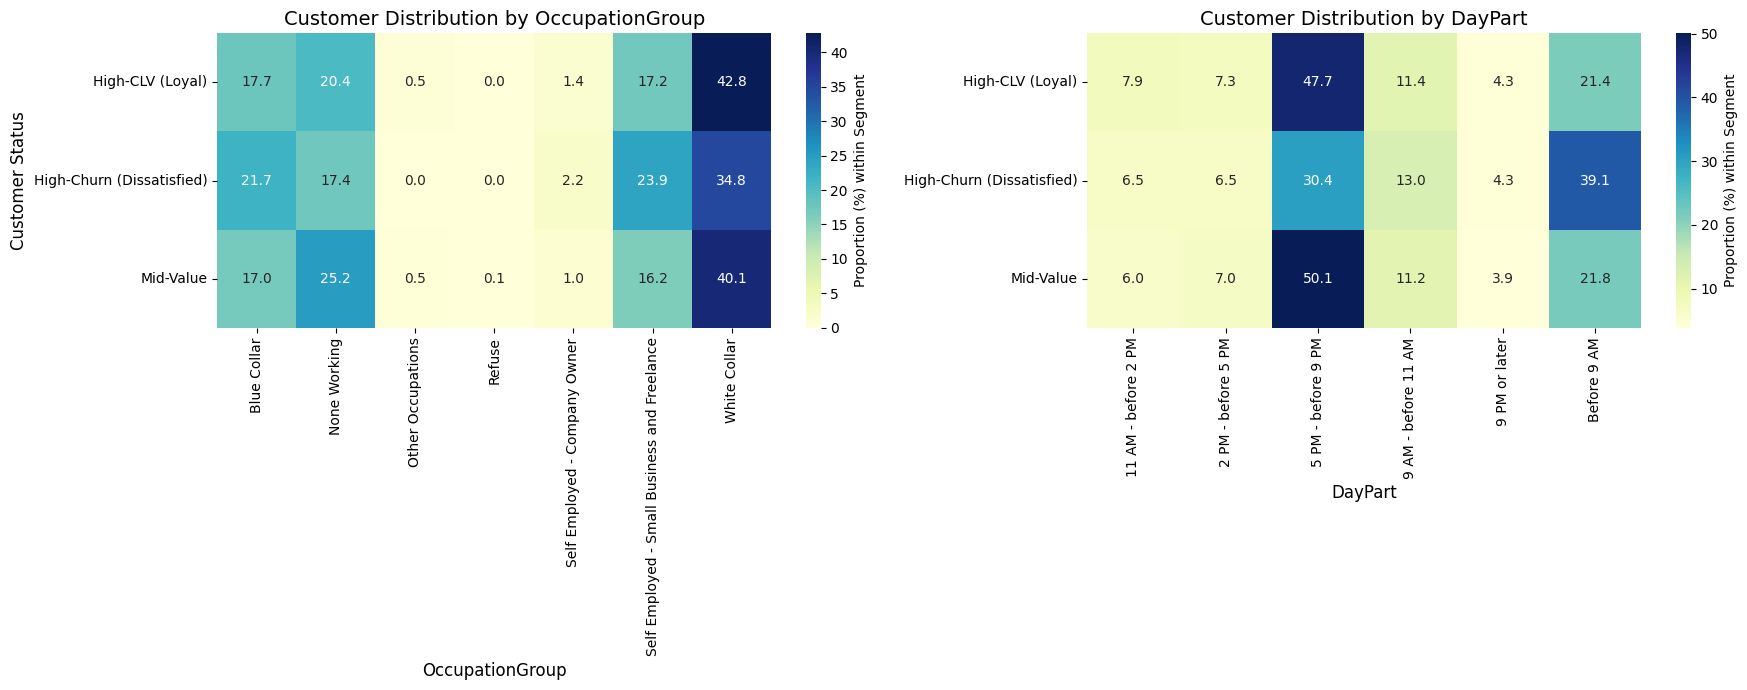 Customer Distribution by OccupationGroup
Customer Status
High-CLV (Loyal) 17.7 20.4 0.5 0.0 1.4 17.2 42.8
High-Churn (Dissatisfied) 21.7 17.4 0.0 0.0 2.2 23.9 34.8
Mid-Value 17.0 25.2 0.5 0.1 1.0 16.2 40.1
Blue Collar
None Working
Other Occupations
Refuse
Self Employed - Company Owner
Self Employed - Small Business and Freelance
White Collar
OccupationGroup
40
35
30
25
20
15
10
5
0
Proportion (%) within Segment
Customer Distribution by DayPart
High-CLV (Loyal) 7.9 7.3 47.7 11.4 4.3 21.4
High-Churn (Dissatisfied) 6.5 6.5 30.4 13.0 4.3 39.1
Mid-Value 6.0 7.0 50.1 11.2 3.9 21.8
11 AM - before 2 PM
2 PM - before 5 PM
5 PM - before 9 PM
9 AM - before 11 AM
9 PM or later
Before 9 AM
DayPart
50
40
30
20
10
Proportion (%) within Segment